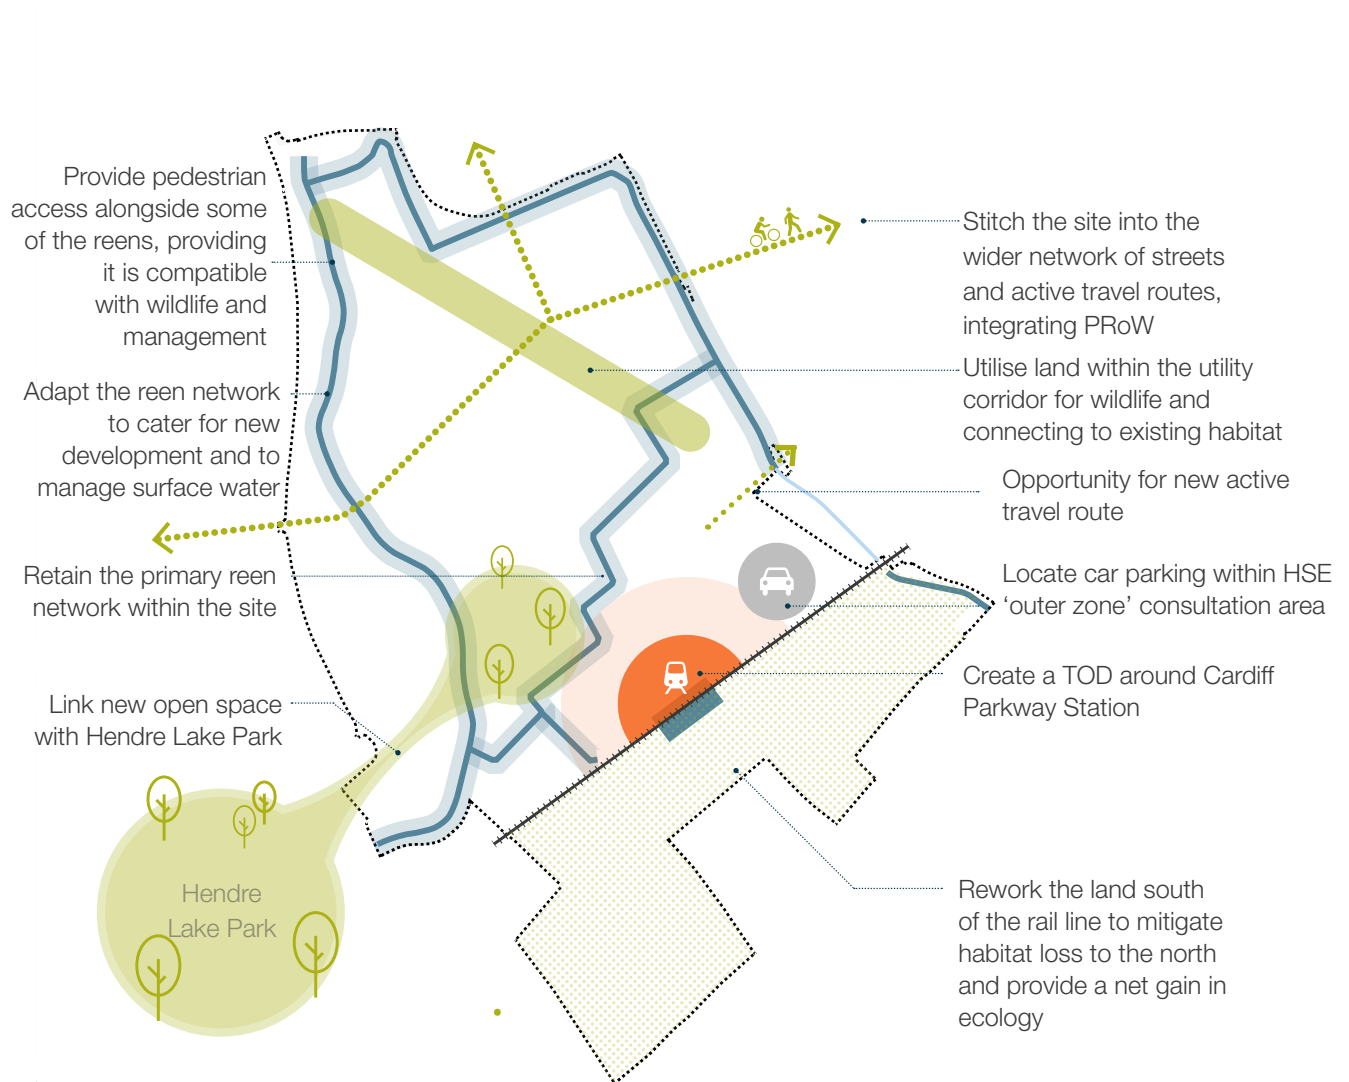 Provide pedestrian
access alongside some
of the reens, providing
it is compatible
with wildlife and
management
Adapt the reen network
to cater for new
development and to
manage surface water
Retain the primary reen
network within the site
Link new open space
with Hendre Lake Park
Hendre
Lake Park
Stitch the site into the
wider network of streets
and active travel routes,
integrating PRoW
Utilise land within the utility
corridor for wildlife and
connecting to existing habitat
Opportunity for new active
travel route
Locate car parking within HSE
‘outer zone’ consultation area
Create a TOD around Cardiff
Parkway Station
Rework the land south
of the rail line to mitigate
habitat loss to the north
and provide a net gain in
ecology